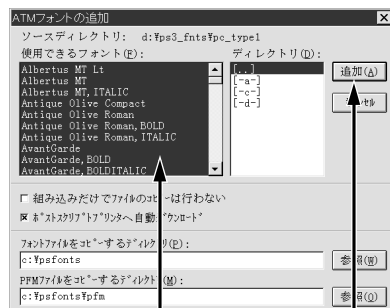 ATMフォントの追加
ソースディレクトリ: d:¥ps3_fnts¥pc_type1
使用できるフォント(F):
ディレクトリ(D):
Albertus MT Lt
Albertus MT
Albertus MT,ITALIC
Antique Olive Compact
Antique Olive Roman
Antique Olive Roman,BOLD
Antique Olive Roman,ITALIC
AvantGarde
AvantGarde,BOLD
AvantGarde,BOLDITALIC
[..]
[-a-]
[-c-]
[-d-]
追加(A)
□ 組み込みだけでファイルのコピーは行わない
ポストスクリプトプリンタへ自動ダウンロード
フォントファイルをコピーするディレクトリ(P):
c:¥psfonts
参照(W)
PFMファイルをコピーするディレクトリ(M):
c:¥psfonts¥pfm
参照(O)